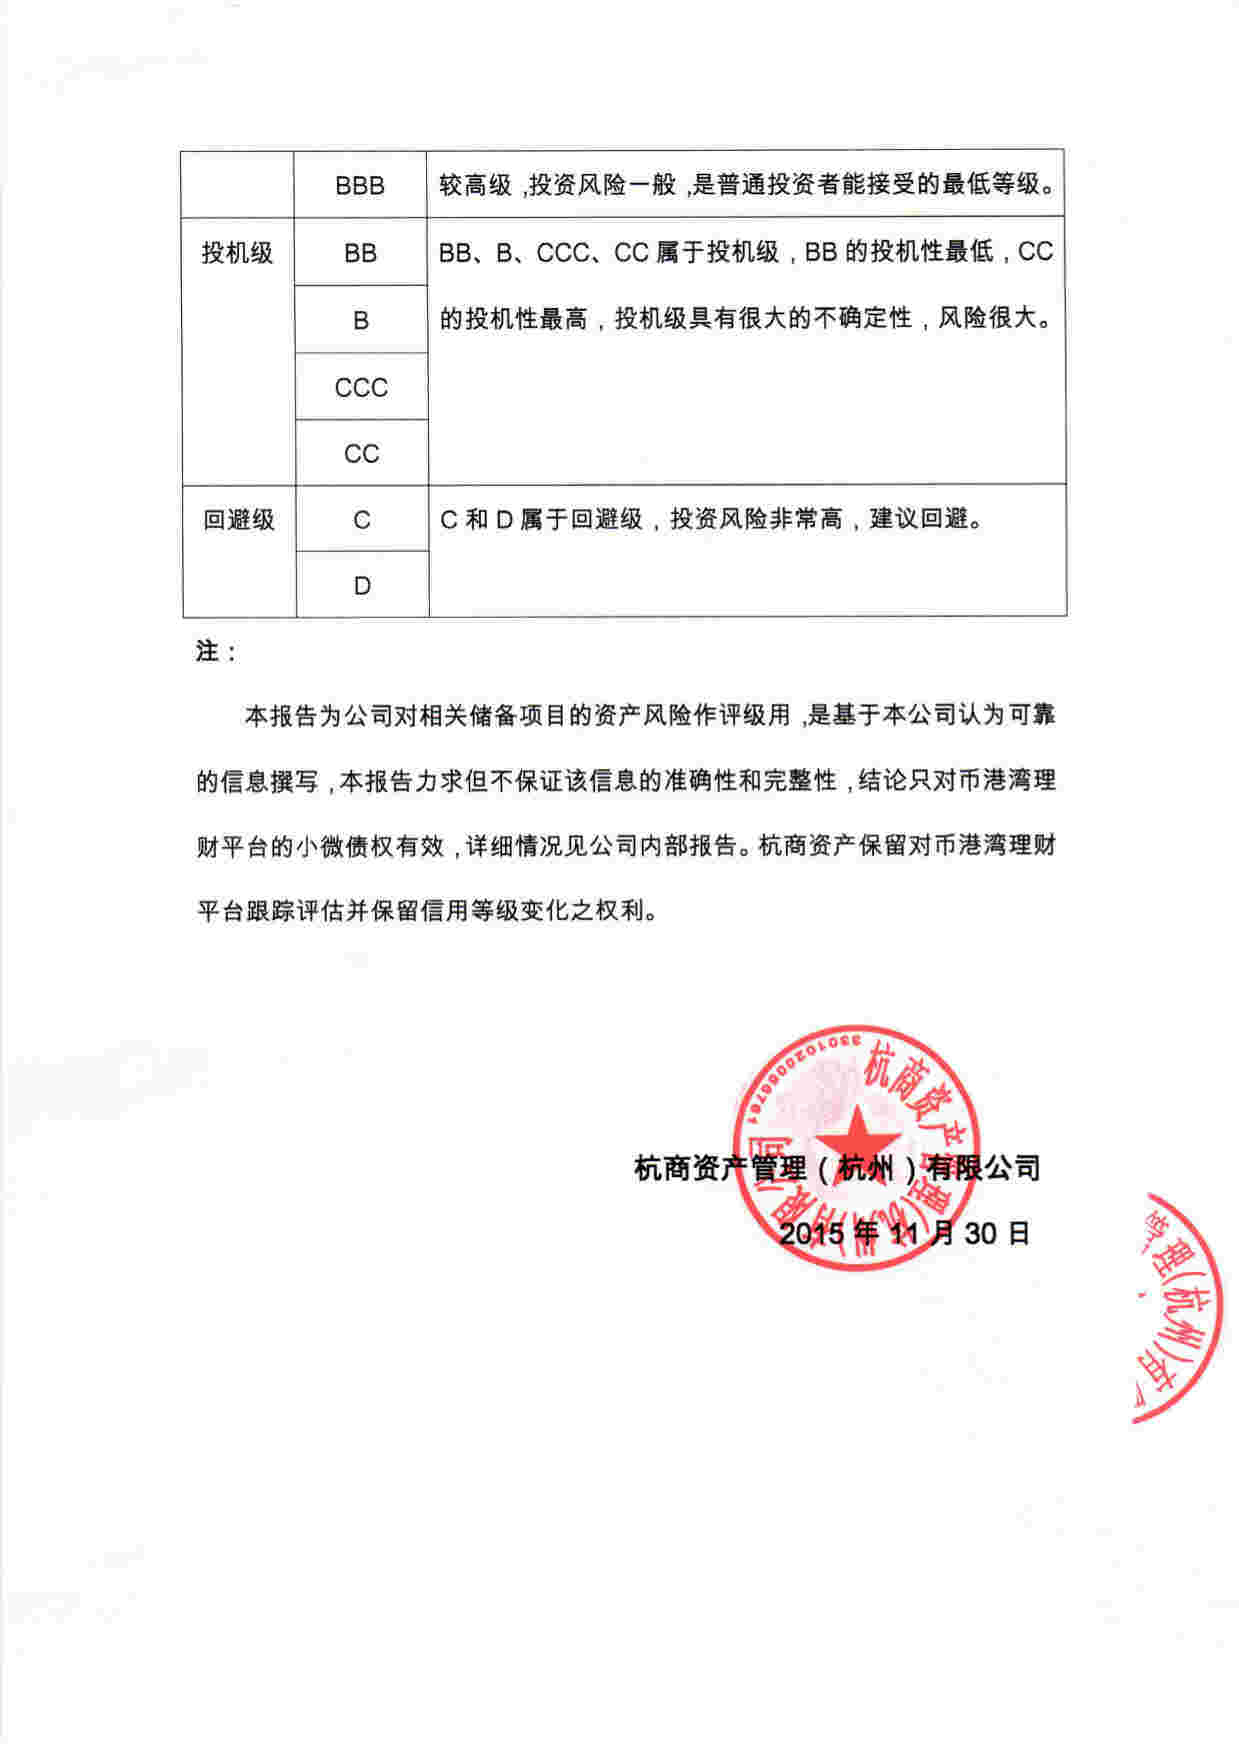 BBB 较高级，投资风险一般，是普通投资者能接受的最低等级。
投机级 BB BB、B、CCC、CC 属于投机级，BB 的投机性最低，CC
B 的投机性最高，投机级具有很大的不确定性，风险很大。
CCC
CC
回避级 C C 和 D 属于回避级，投资风险非常高，建议回避。
D
注：
本报告为公司对相关储备项目的资产风险作评级用，是基于本公司认为可靠
的信息撰写，本报告力求但不保证该信息的准确性和完整性，结论只对币港湾理
财平台的小微债权有效，详细情况见公司内部报告。杭商资产保留对币港湾理财
平台跟踪评估并保留信用等级变化之权利。
杭商资产管理（杭州）有限公司
2015 年 11 月 30 日
杭商资产管理(杭州)有限公司
管理(杭州)有